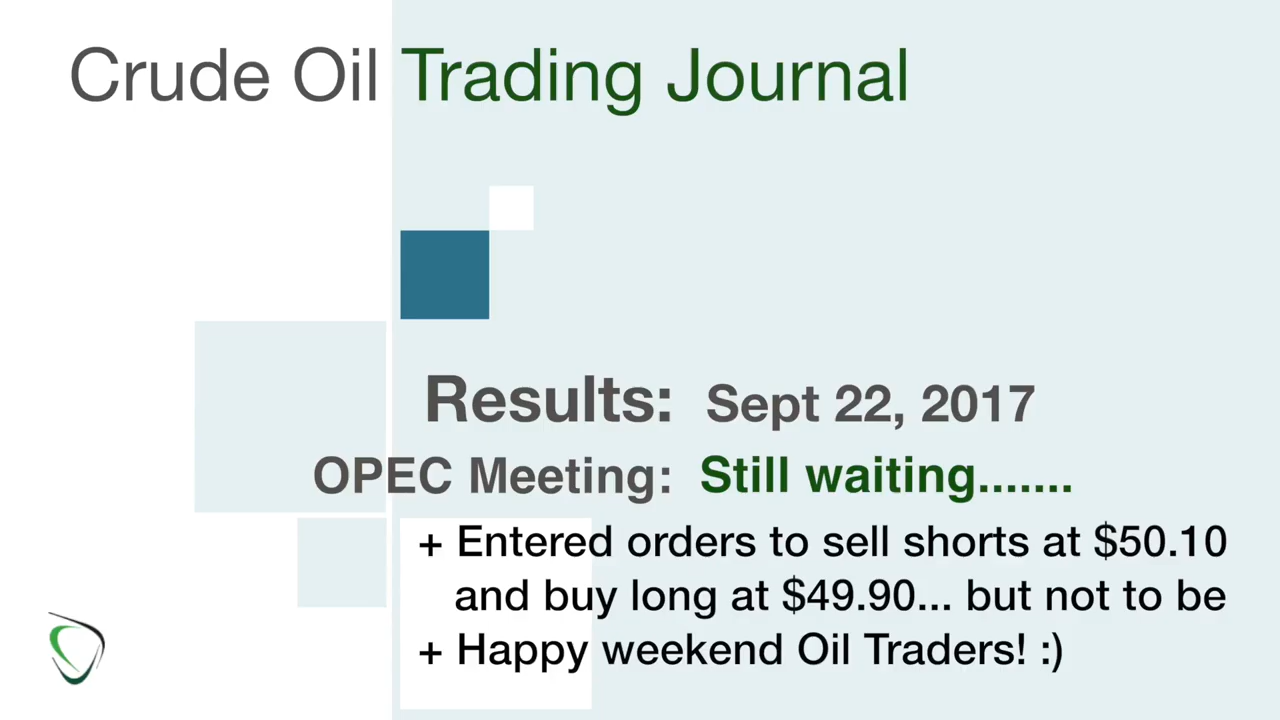 Crude Oil Trading Journal
Results: Sept 22, 2017
OPEC Meeting: Still waiting.......
+ Entered orders to sell shorts at $50.10
and buy long at $49.90... but not to be
+ Happy weekend Oil Traders! :)